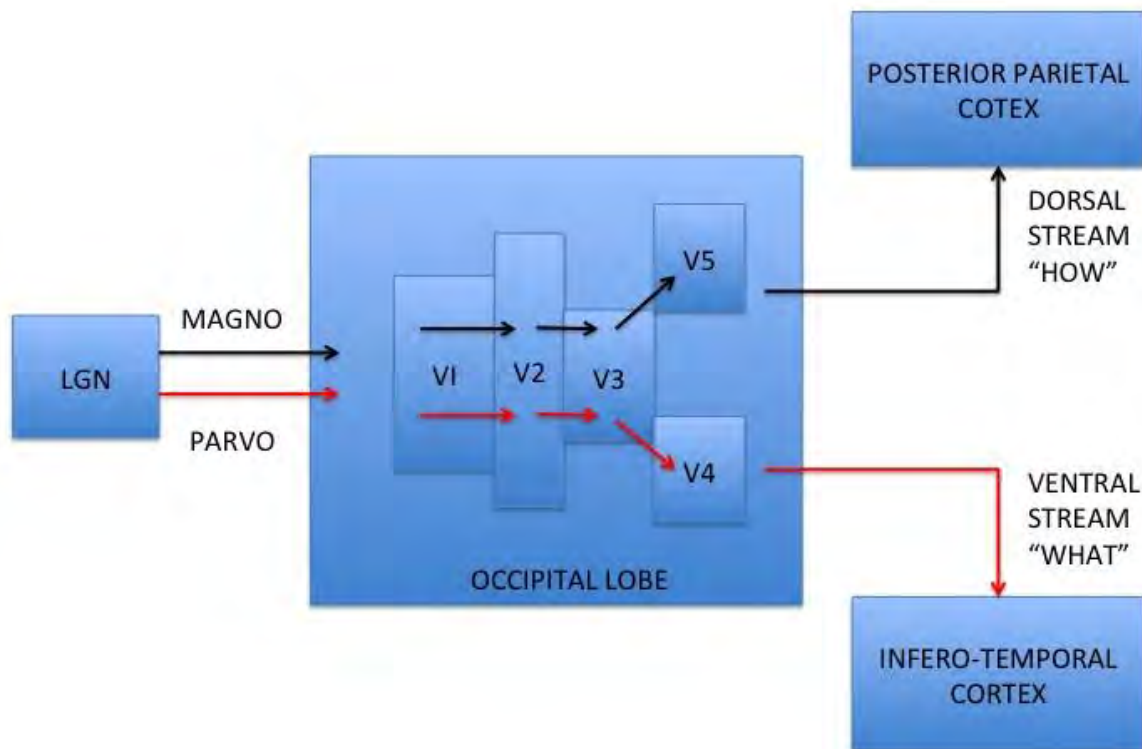 POSTERIOR PARIETAL
COTEX
DORSAL
STREAM
“HOW”
V5
MAGNO
LGN
V1
V2
V3
PARVO
V4
VENTRAL
STREAM
“WHAT”
OCCIPITAL LOBE
INFERO-TEMPORAL
CORTEX